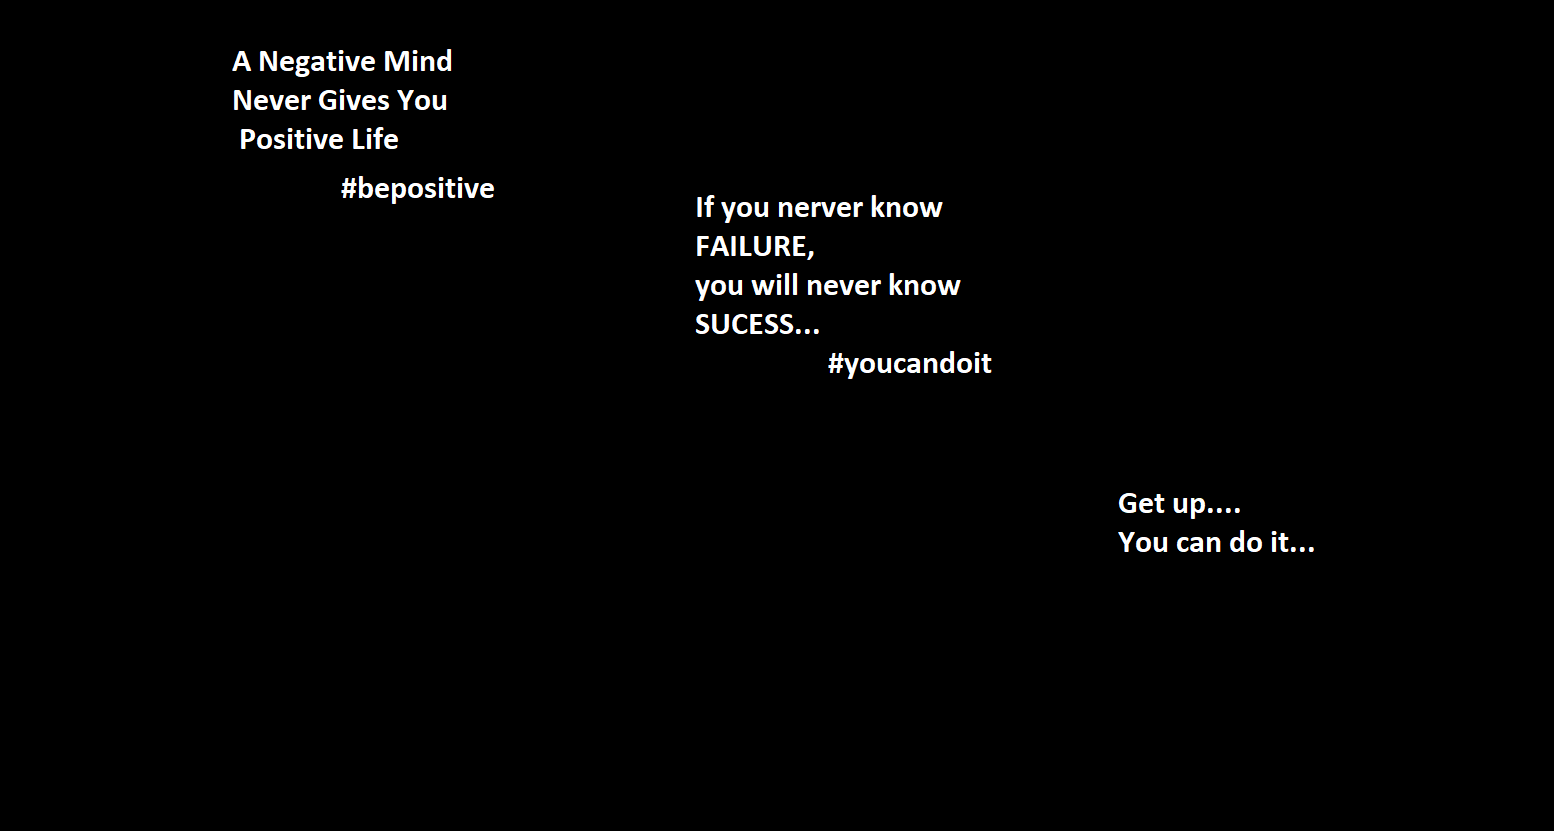 A Negative Mind
Never Gives You
Positive Life
#bepositive
If you nerver know
FAILURE,
you will never know
SUCESS...
#youcandoit
Get up....
You can do it...